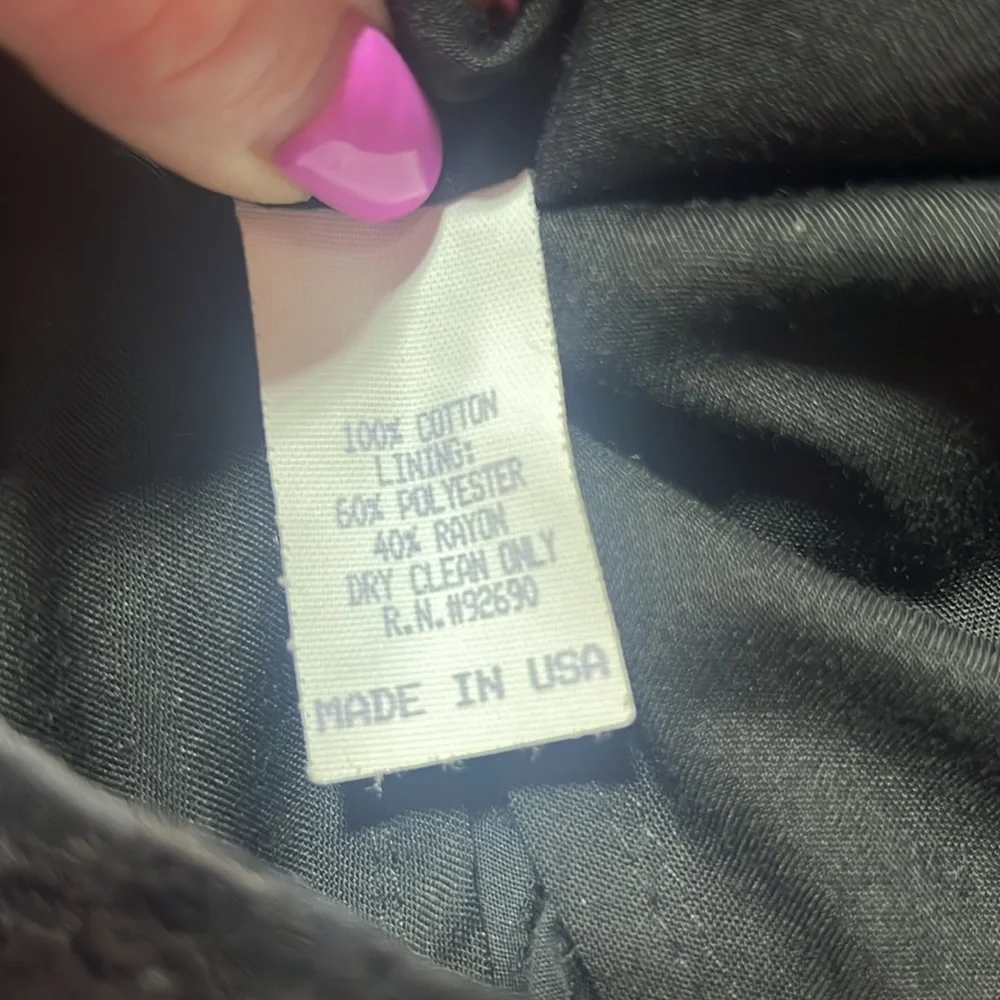 100% COTTON
LINING:
60% POLYESTER
40% RAYON
DRY CLEAN ONLY
R.N.#92690
MADE IN USA